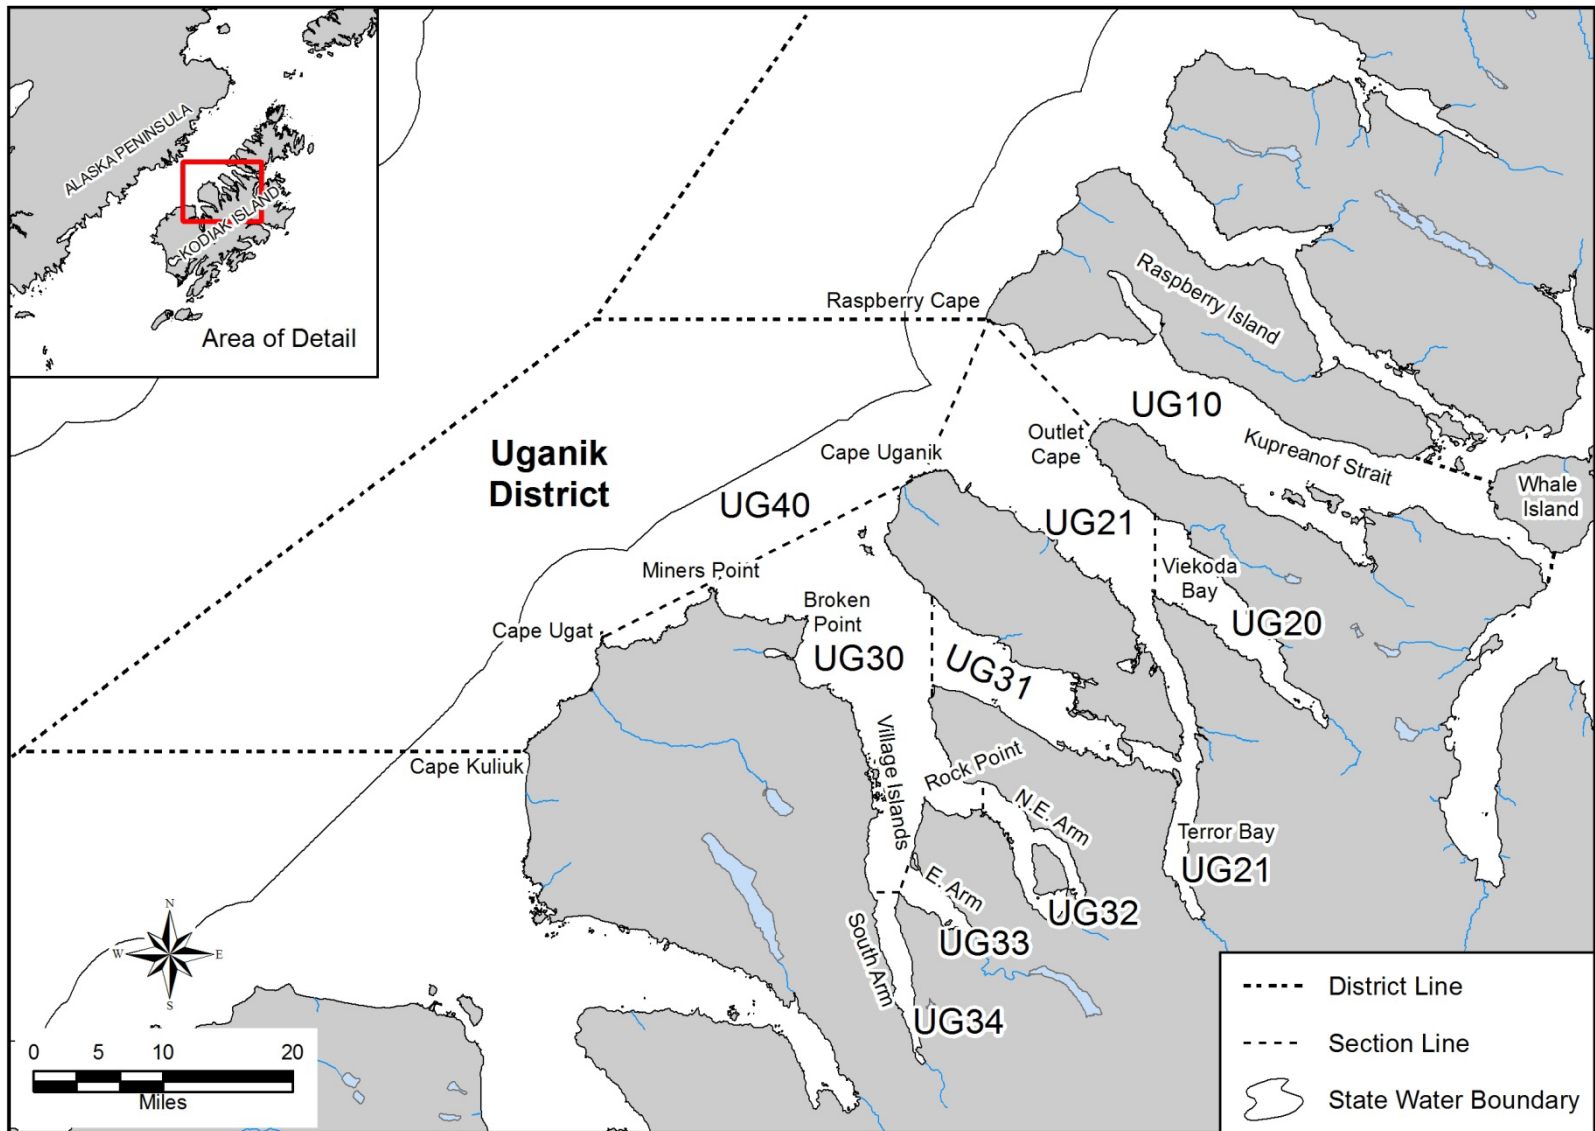 ALASKA PENINSULA
KODIAK ISLAND
Area of Detail
Raspberry Cape
Raspberry Island
UG10
Outlet
Cape
Kupreanof Strait
Whale
Island
Uganik
District
Cape Uganik
UG40
UG21
Miners Point
Viekoda
Bay
Broken
Point
Cape Ugat
UG30
UG31
UG20
Village Islands
Rock Point
Cape Kuliuk
N.E. Arm
Terror Bay
UG21
E. Arm
UG32
South Arm
UG33
UG34
N
W
E
S
0
5
10
20
Miles
District Line
Section Line
State Water Boundary